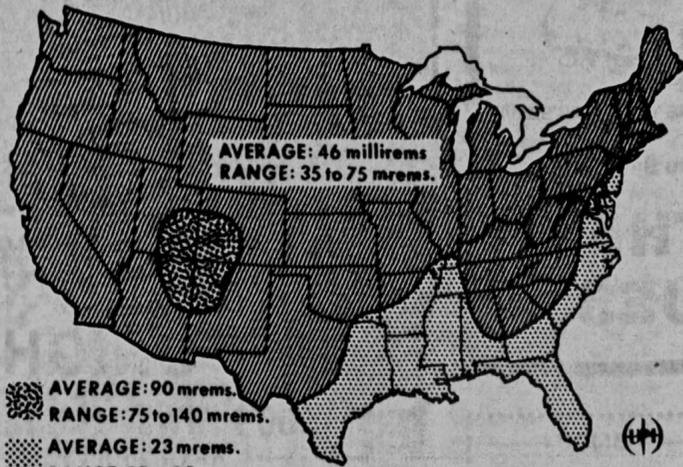 AVERAGE: 46 millirems
RANGE: 35 to 75 mrems.
AVERAGE: 90 mrems.
RANGE: 75 to 140 mrems.
AVERAGE: 23 mrems.
UPI